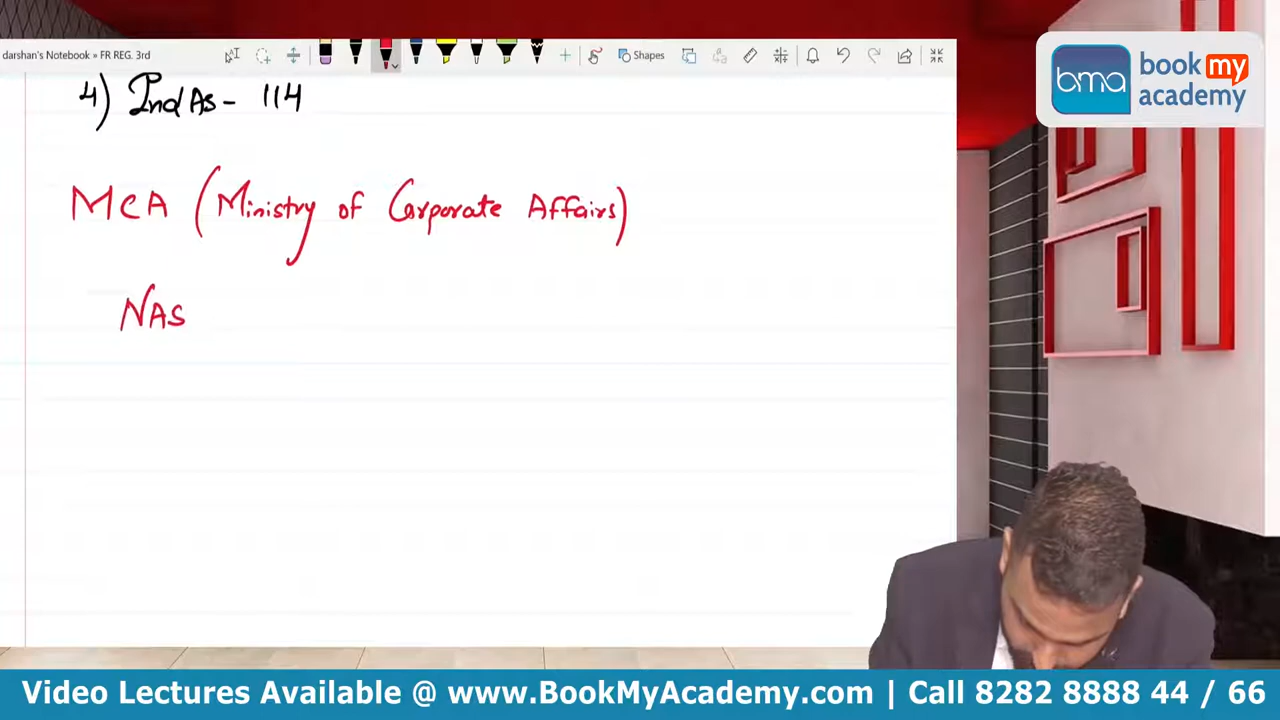 darshan's Notebook » FR REG. 3rd
Shapes
bma book my academy
4) Ind As - 114
MCA (Ministry of Corporate Affairs)
NAS
Video Lectures Available @ www.BookMyAcademy.com | Call 8282 8888 44 / 66